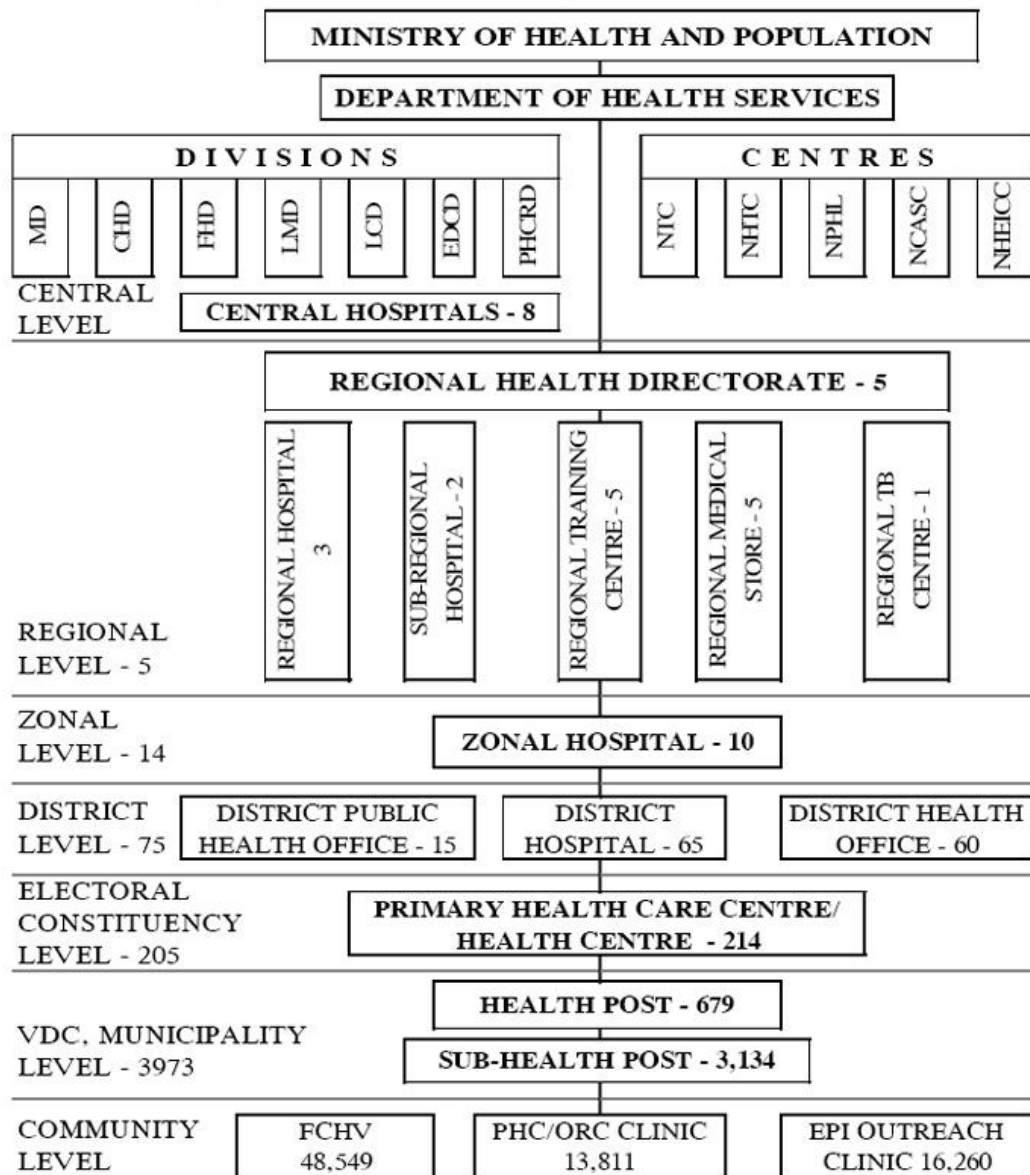 MINISTRY OF HEALTH AND POPULATION
DEPARTMENT OF HEALTH SERVICES
DIVISIONS
CENTRES
MD
CHD
FHD
LMD
LCD
EDCD
PHCRD
NTC
NHTC
NPHL
NCASC
NHEICC
CENTRAL
LEVEL
CENTRAL HOSPITALS - 8
REGIONAL HEALTH DIRECTORATE - 5
REGIONAL HOSPITAL
3
SUB-REGIONAL
HOSPITAL - 2
REGIONAL TRAINING
CENTRE - 5
REGIONAL MEDICAL
STORE - 5
REGIONAL TB
CENTRE - 1
REGIONAL
LEVEL - 5
ZONAL
LEVEL - 14
ZONAL HOSPITAL - 10
DISTRICT
LEVEL - 75
DISTRICT PUBLIC
HEALTH OFFICE - 15
DISTRICT
HOSPITAL - 65
DISTRICT HEALTH
OFFICE - 60
ELECTORAL
CONSTITUENCY
LEVEL - 205
PRIMARY HEALTH CARE CENTRE/
HEALTH CENTRE - 214
VDC, MUNICIPALITY
LEVEL - 3973
HEALTH POST - 679
SUB-HEALTH POST - 3,134
COMMUNITY
LEVEL
FCHV
48,549
PHC/ORC CLINIC
13,811
EPI OUTREACH
CLINIC 16,260